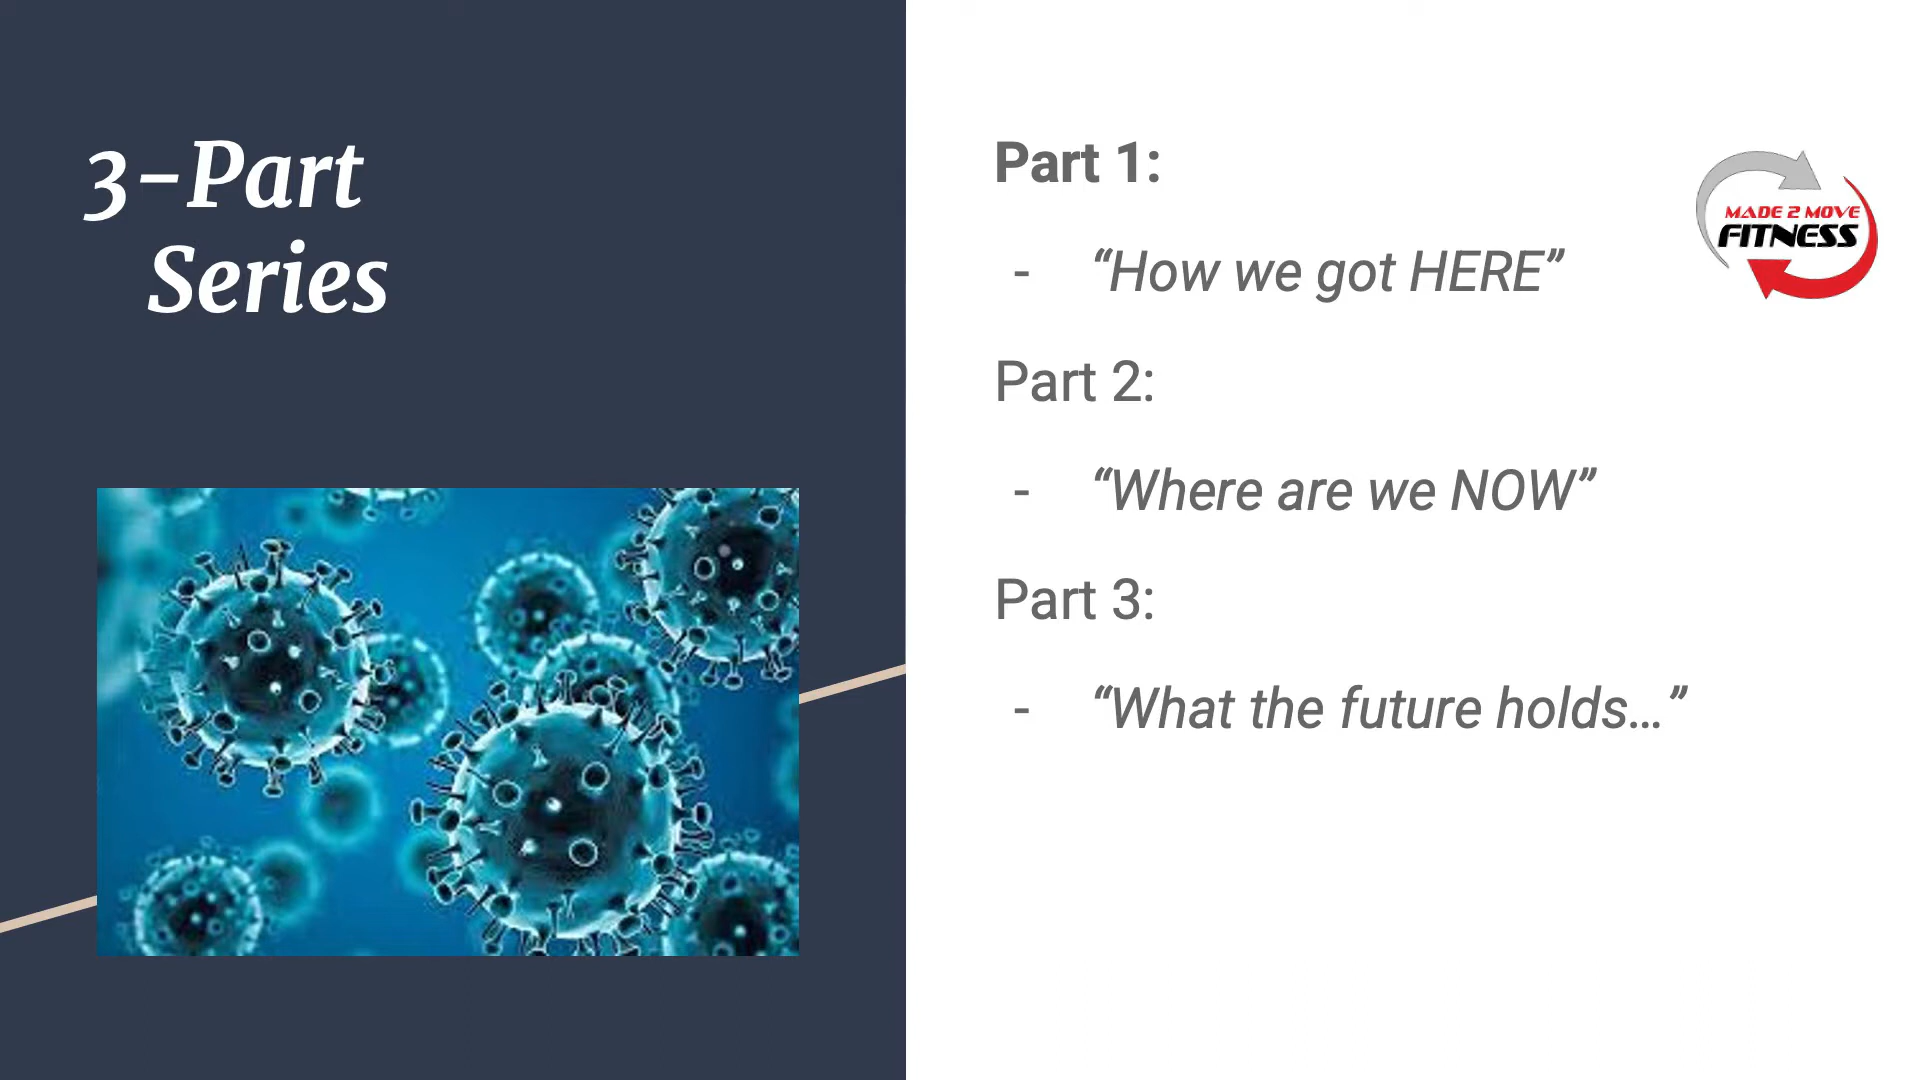 3-Part
Series
Part 1:
- “How we got HERE”
Part 2:
- “Where are we NOW”
Part 3:
- “What the future holds...”
MADE 2 MOVE
FITNESS